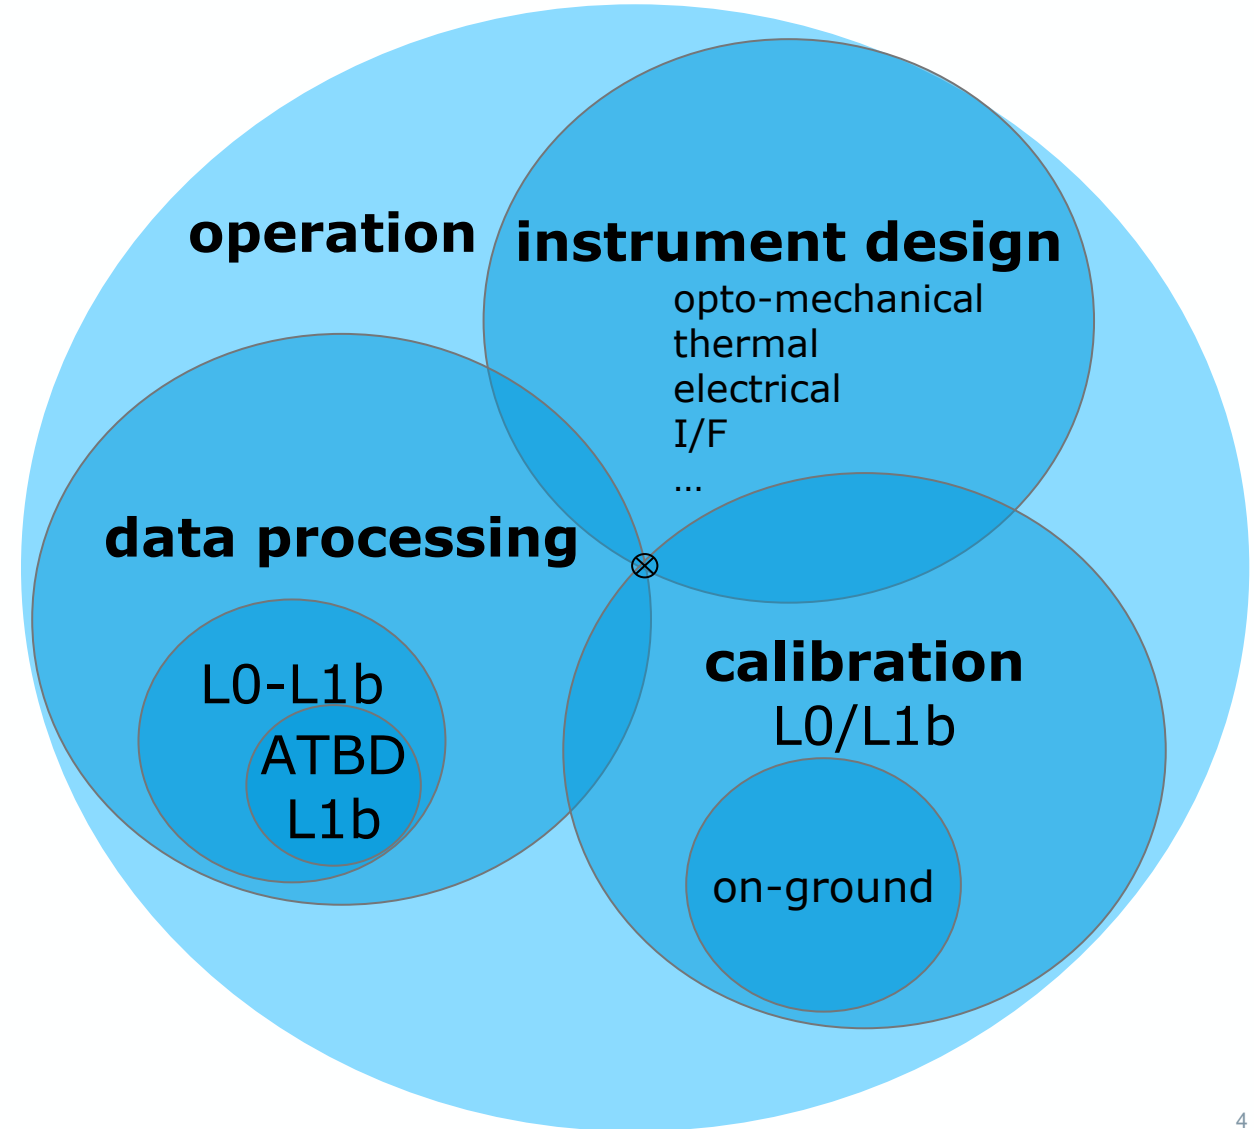 operation
instrument design
opto-mechanical
thermal
electrical
I/F
...
data processing
L0-L1b
ATBD
L1b
calibration
L0/L1b
on-ground
4